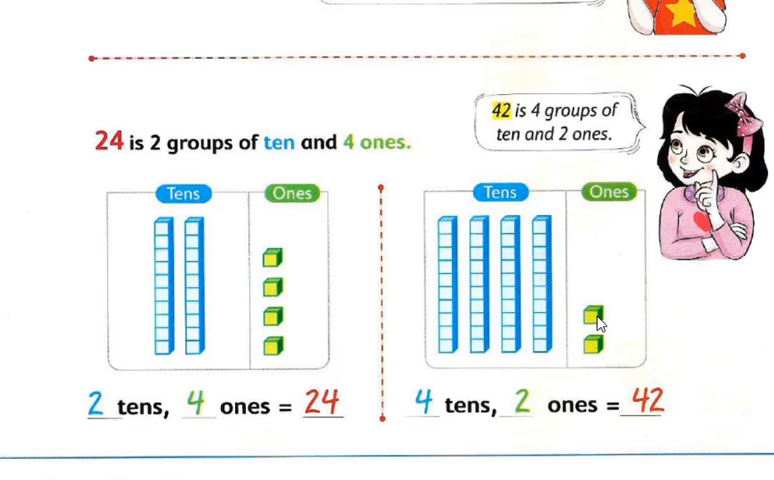 42 is 4 groups of
ten and 2 ones.
24 is 2 groups of ten and 4 ones.
Tens Ones
Tens Ones
2 tens, 4 ones = 24
4 tens, 2 ones = 42